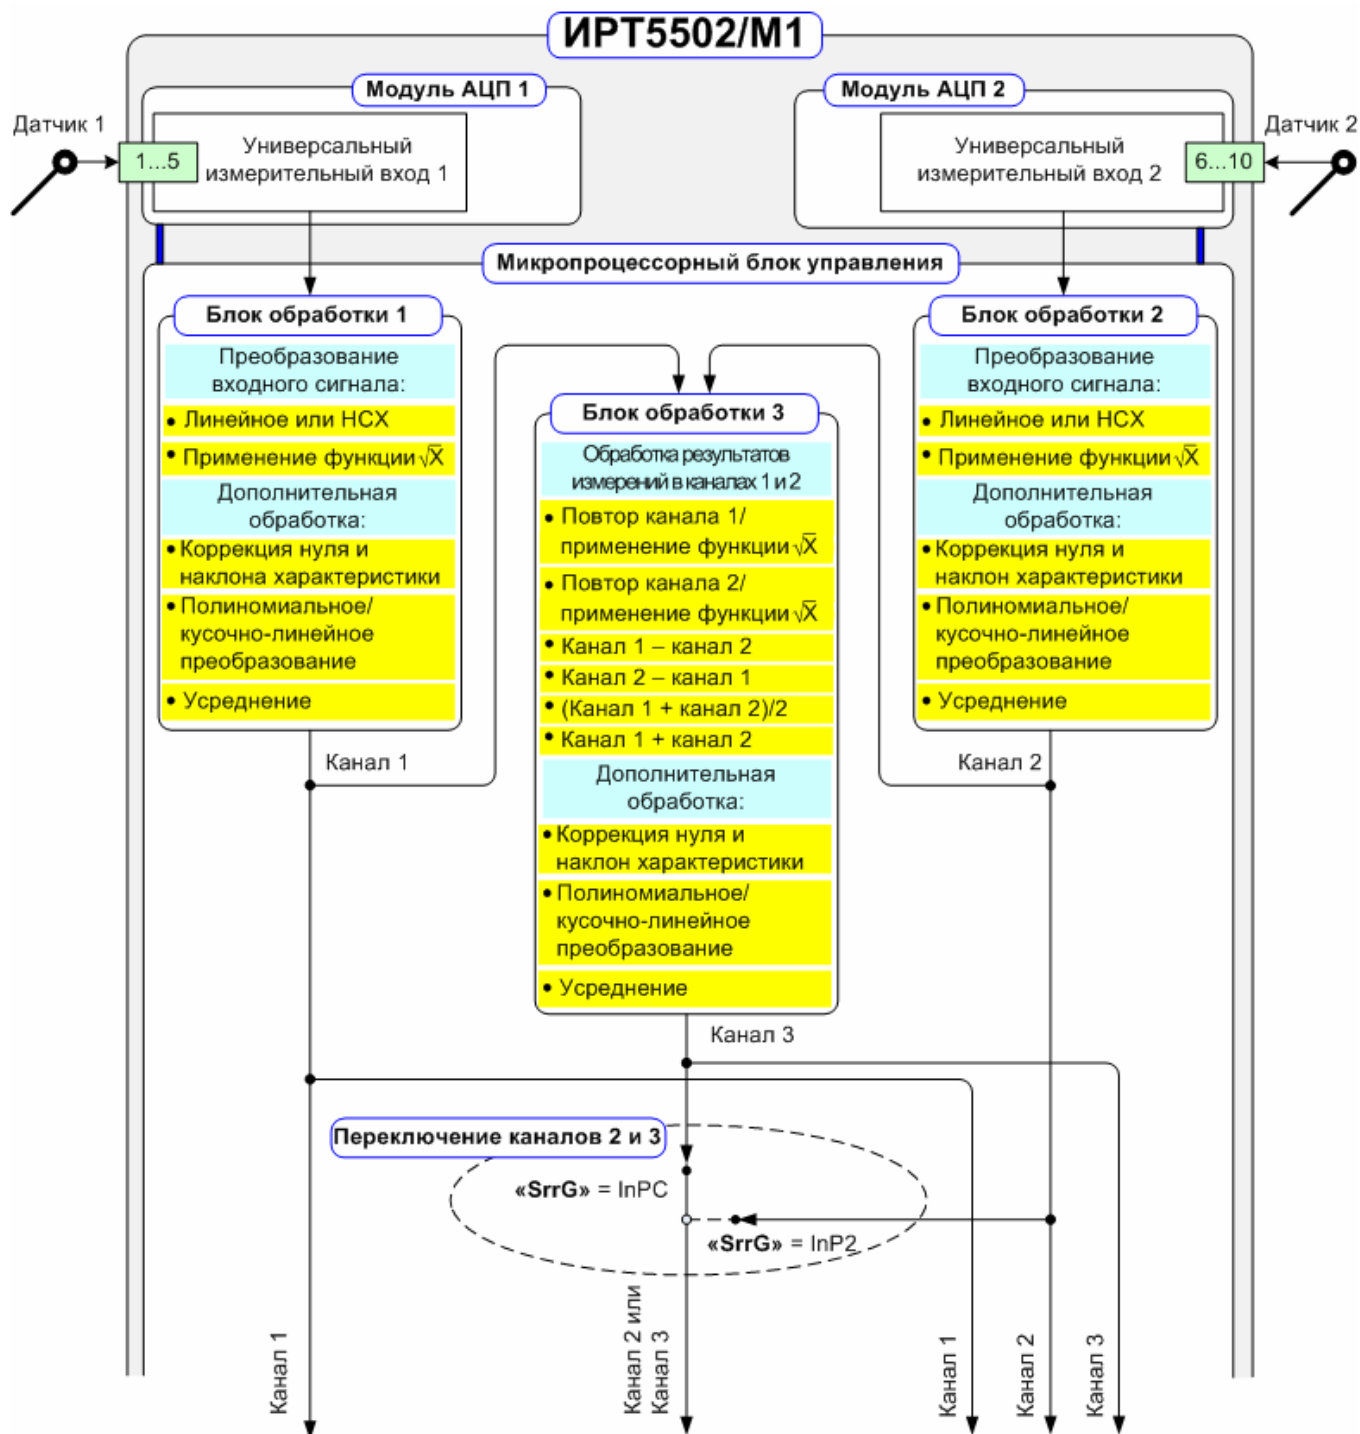 ИРТ5502/М1
Модуль АЦП 1
Модуль АЦП 2
Датчик 1
Датчик 2
1...5
Универсальный
измерительный вход 1
Универсальный
измерительный вход 2
6...10
Микропроцессорный блок управления
Блок обработки 1
Преобразование
входного сигнала:
• Линейное или НСХ
• Применение функции √X
Дополнительная
обработка:
• Коррекция нуля и
наклона характеристики
• Полиномиальное/
кусочно-линейное
преобразование
• Усреднение
Блок обработки 2
Преобразование
входного сигнала:
• Линейное или НСХ
• Применение функции √X
Дополнительная
обработка:
• Коррекция нуля и
наклон характеристики
• Полиномиальное/
кусочно-линейное
преобразование
• Усреднение
Блок обработки 3
Обработка результатов
измерений в каналах 1 и 2
• Повтор канала 1/
применение функции √X
• Повтор канала 2/
применение функции √X
• Канал 1 – канал 2
• Канал 2 – канал 1
• (Канал 1 + канал 2)/2
• Канал 1 + канал 2
Дополнительная
обработка:
• Коррекция нуля и
наклон характеристики
• Полиномиальное/
кусочно-линейное
преобразование
• Усреднение
Канал 1
Канал 2
Канал 3
Переключение каналов 2 и 3
«SrrG» = InPC
«SrrG» = InP2
Канал 1
Канал 2 или
Канал 3
Канал 1
Канал 2
Канал 3